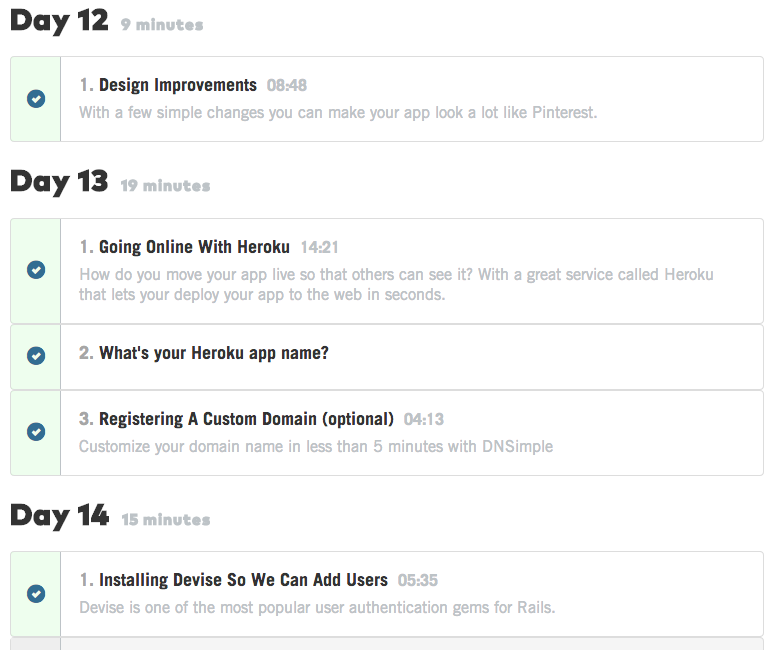 Day 12 9 minutes
1. Design Improvements 08:48
With a few simple changes you can make your app look a lot like Pinterest.
Day 13 19 minutes
1. Going Online With Heroku 14:21
How do you move your app live so that others can see it? With a great service called Heroku
that lets your deploy your app to the web in seconds.
2. What's your Heroku app name?
3. Registering A Custom Domain (optional) 04:13
Customize your domain name in less than 5 minutes with DNSimple
Day 14 15 minutes
1. Installing Devise So We Can Add Users 05:35
Devise is one of the most popular user authentication gems for Rails.